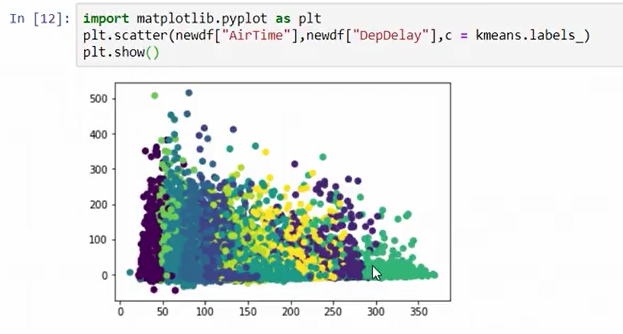 In [12]: import matplotlib.pyplot as plt
plt.scatter(newdf["AirTime"],newdf["DepDelay"],c = kmeans.labels_)
plt.show()
500
400
300
200
100
0
0 50 100 150 200 250 300 350